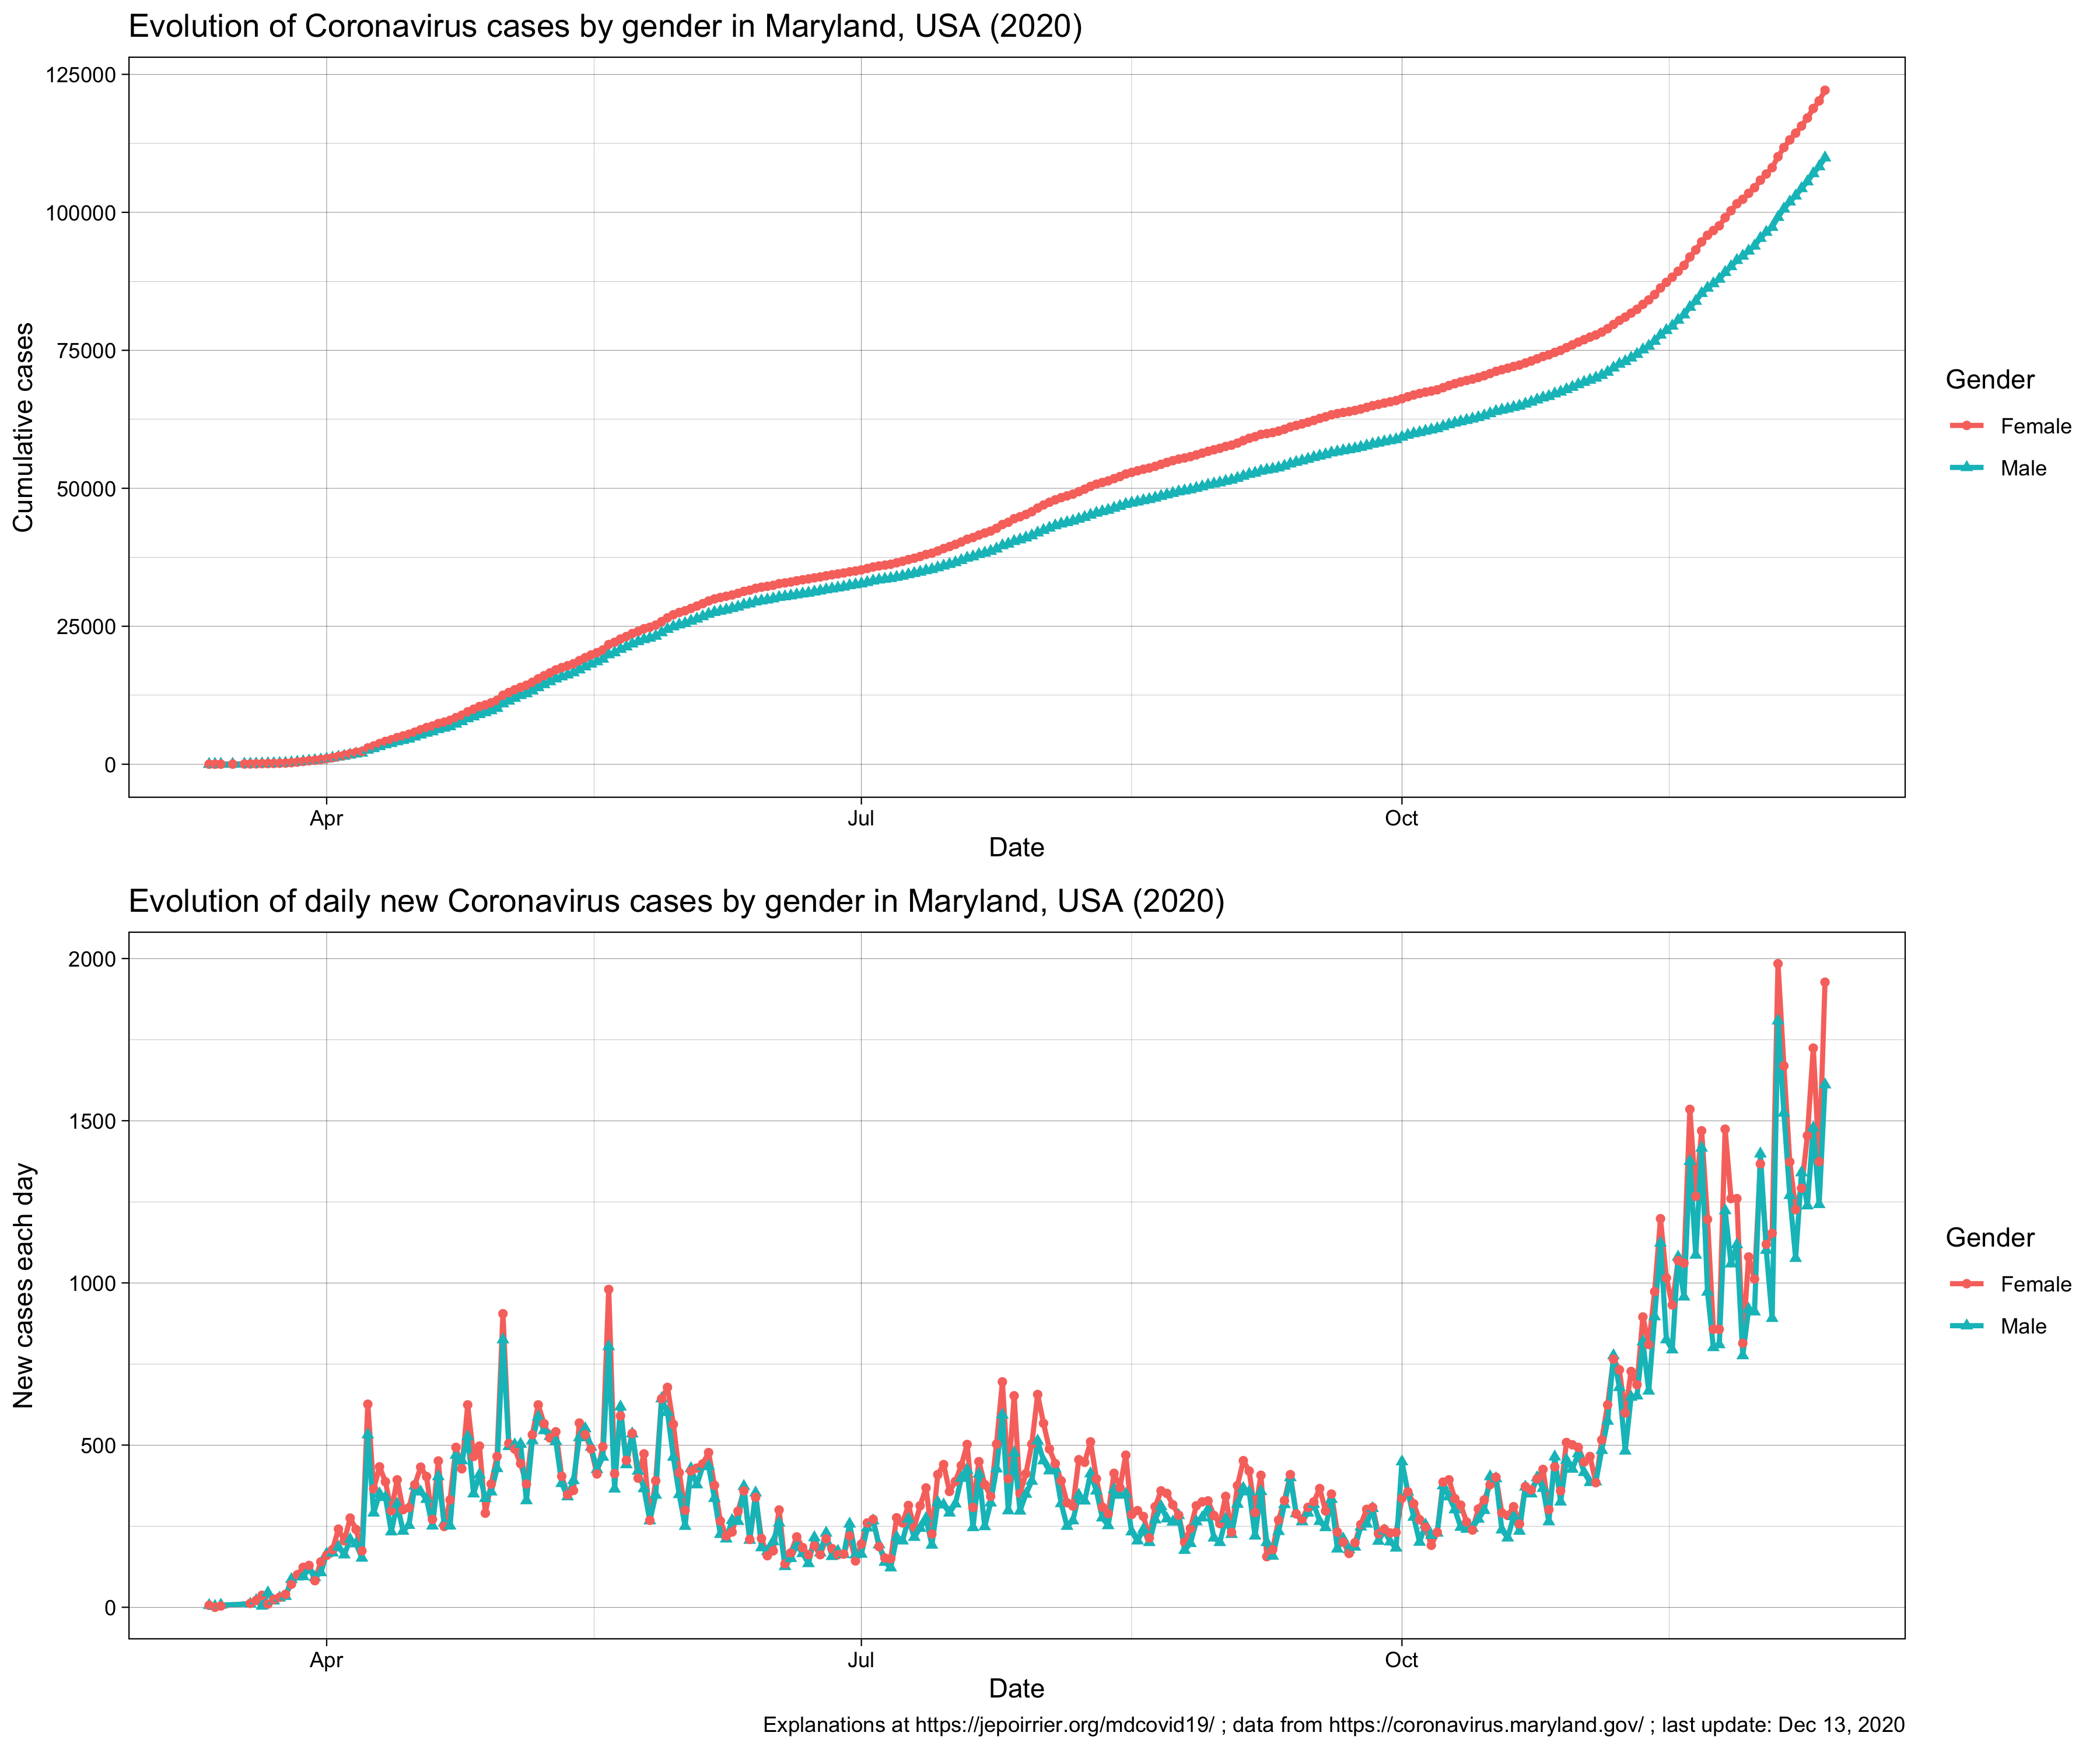 Evolution of Coronavirus cases by gender in Maryland, USA (2020)
125000
100000
75000
50000
25000
0
Cumulative cases
Apr
Jul
Oct
Date
Gender
Female
Male
Evolution of daily new Coronavirus cases by gender in Maryland, USA (2020)
2000
1500
1000
500
0
New cases each day
Apr
Jul
Oct
Date
Gender
Female
Male
Explanations at https://jepoirrier.org/mdcovid19/ ; data from https://coronavirus.maryland.gov/ ; last update: Dec 13, 2020